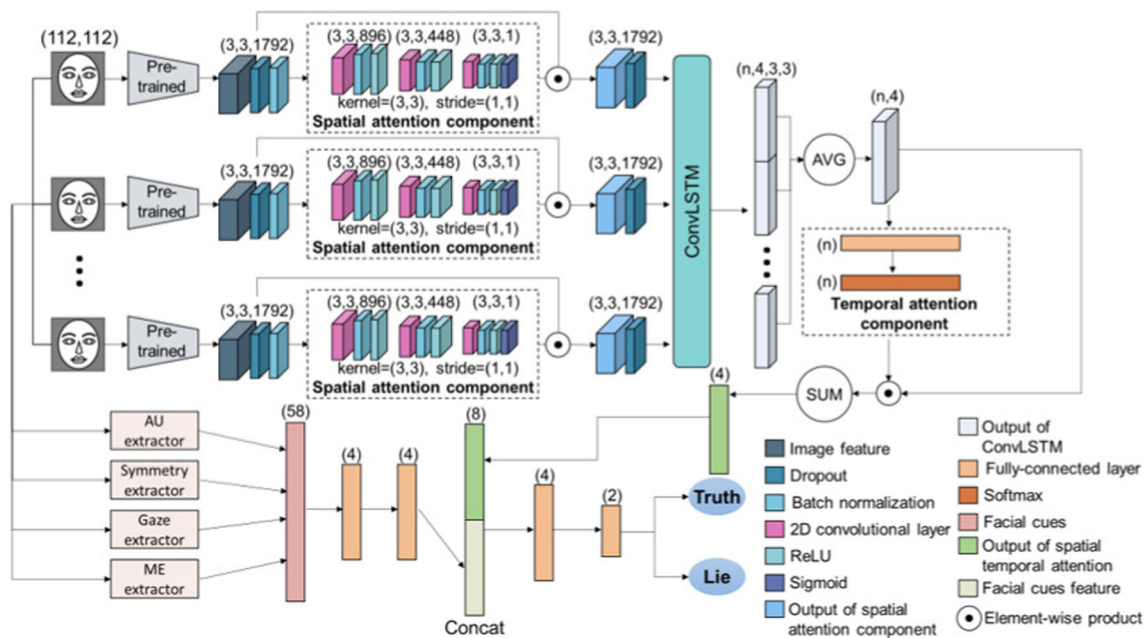 (112,112)
(3,3,1792)
(3,3,896) (3,3,448) (3,3,1)
(3,3,1792)
Pre-
trained
kernel=(3,3), stride=(1,1)
Spatial attention component
(3,3,1792)
(3,3,896) (3,3,448) (3,3,1)
(3,3,1792)
Pre-
trained
kernel=(3,3), stride=(1,1)
Spatial attention component
(3,3,1792)
(3,3,896) (3,3,448) (3,3,1)
(3,3,1792)
Pre-
trained
kernel=(3,3), stride=(1,1)
Spatial attention component
ConvLSTM
(n,4,3,3)
AVG
(n,4)
(n)
(n)
Temporal attention
component
SUM
(4)
AU
extractor
Symmetry
extractor
Gaze
extractor
ME
extractor
(58)
(4)
(4)
(8)
Concat
(4)
(2)
Truth
Lie
Image feature
Dropout
Batch normalization
2D convolutional layer
ReLU
Sigmoid
Output of spatial
attention component
Output of
ConvLSTM
Fully-connected layer
Softmax
Facial cues
Output of spatial
temporal attention
Facial cues feature
Element-wise product